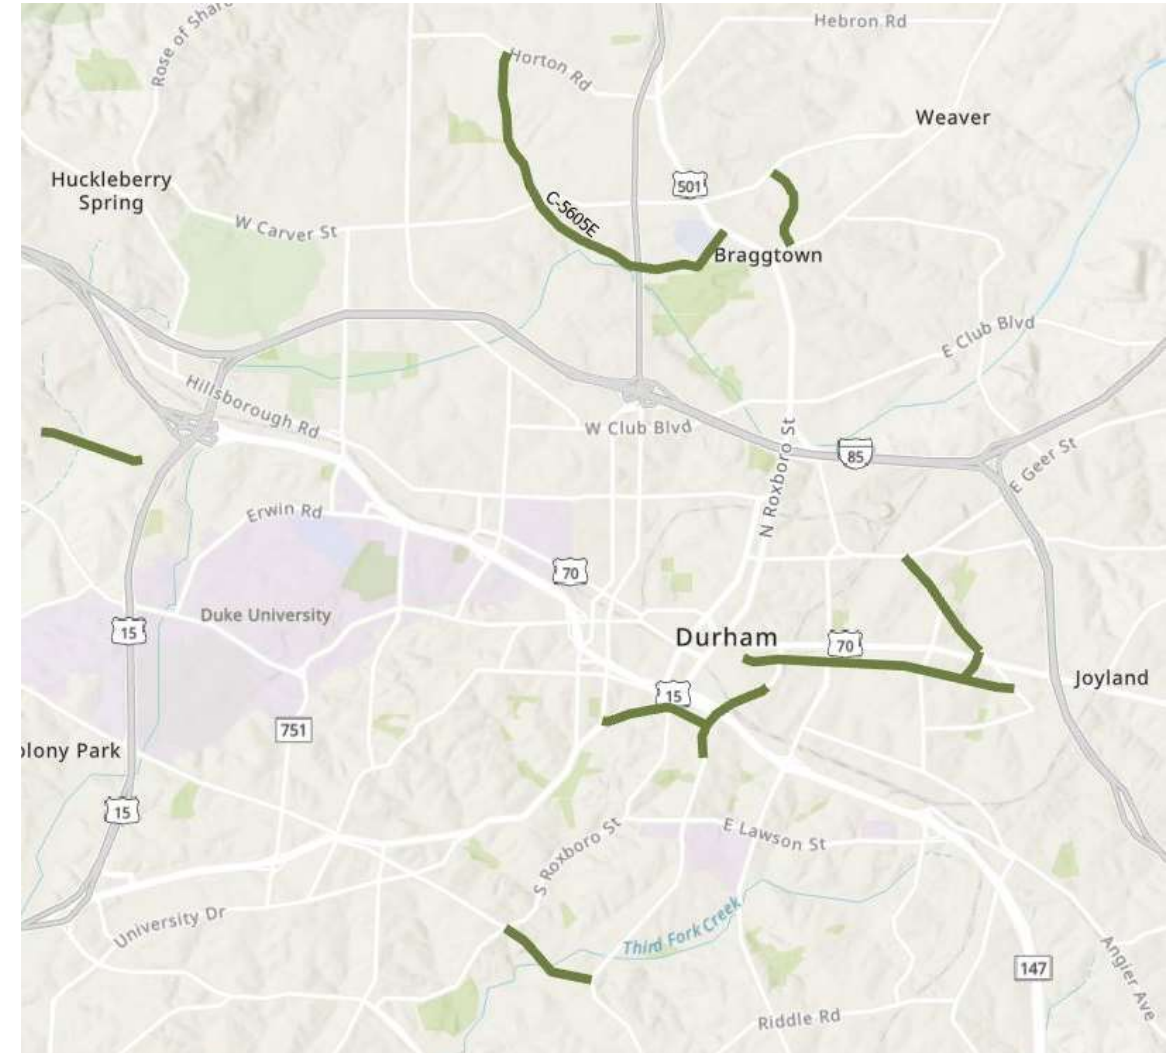 Rose of Shar
Hebron Rd
Horton Rd
Weaver
Huckleberry
Spring
501
C-5605E
W Carver St
Braggtown
E Club Blvd
Hillsborough Rd
W Club Blvd
N Roxboro St
85
E Geer St
Erwin Rd
70
Duke University
15
Durham
70
15
Joyland
751
olony Park
15
E Lawson St
S Roxboro St
University Dr
Third Fork Creek
147
Angier Ave
Riddle Rd